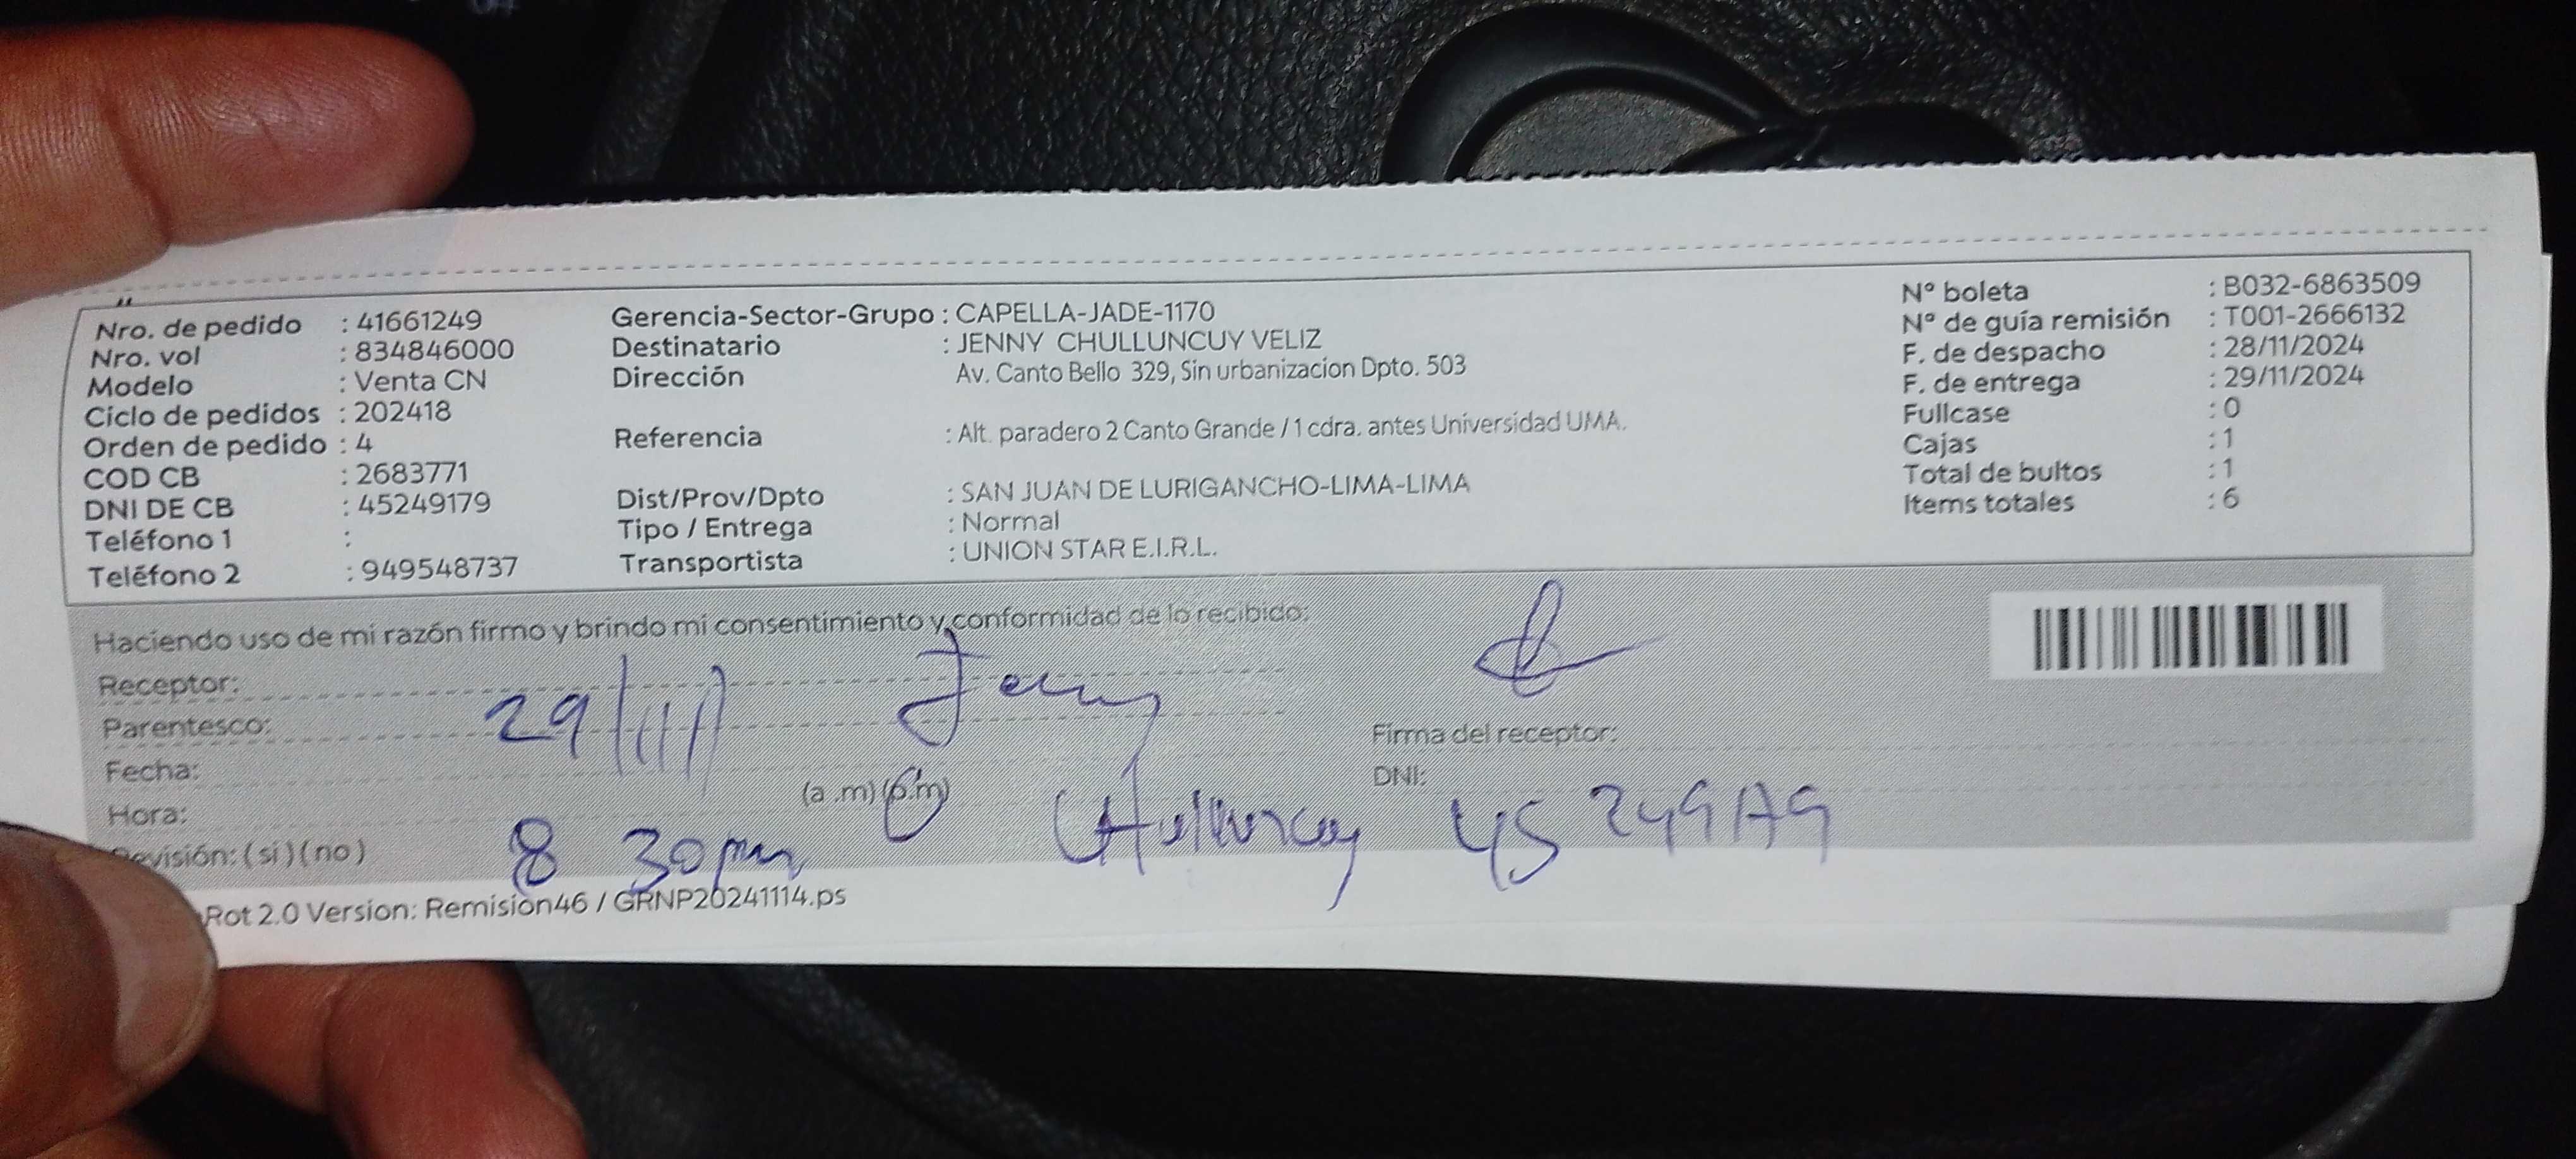 Nro. de pedido : 41661249
Nro. vol : 834846000
Modelo : Venta CN
Ciclo de pedidos : 202418
Orden de pedido : 4
COD CB : 2683771
DNI DE CB : 45249179
Teléfono 1 :
Teléfono 2 : 949548737
Gerencia-Sector-Grupo : CAPELLA-JADE-1170
Destinatario : JENNY CHULLUNCUY VELIZ
Dirección Av. Canto Bello 329, Sin urbanizacion Dpto. 503
Referencia : Alt. paradero 2 Canto Grande / 1 cdra. antes Universidad UMA.
Dist/Prov/Dpto : SAN JUAN DE LURIGANCHO-LIMA-LIMA
Tipo / Entrega : Normal
Transportista : UNION STAR E.I.R.L.
N° boleta : B032-6863509
N° de guía remisión : T001-2666132
F. de despacho : 28/11/2024
F. de entrega : 29/11/2024
Fullcase : 0
Cajas : 1
Total de bultos : 1
Items totales : 6
Haciendo uso de mi razón firmo y brindo mi consentimiento y conformidad de lo recibido:
Receptor: Jenny
Parentesco: 29/11/
Firma del receptor:
Fecha:
DNI:
Hora: (a .m) (p.m)
Chulluncuy 45249179
Revisión: ( si ) ( no ) 8 30 pm
Rot 2.0 Version: Remision46 / GRNP20241114.ps